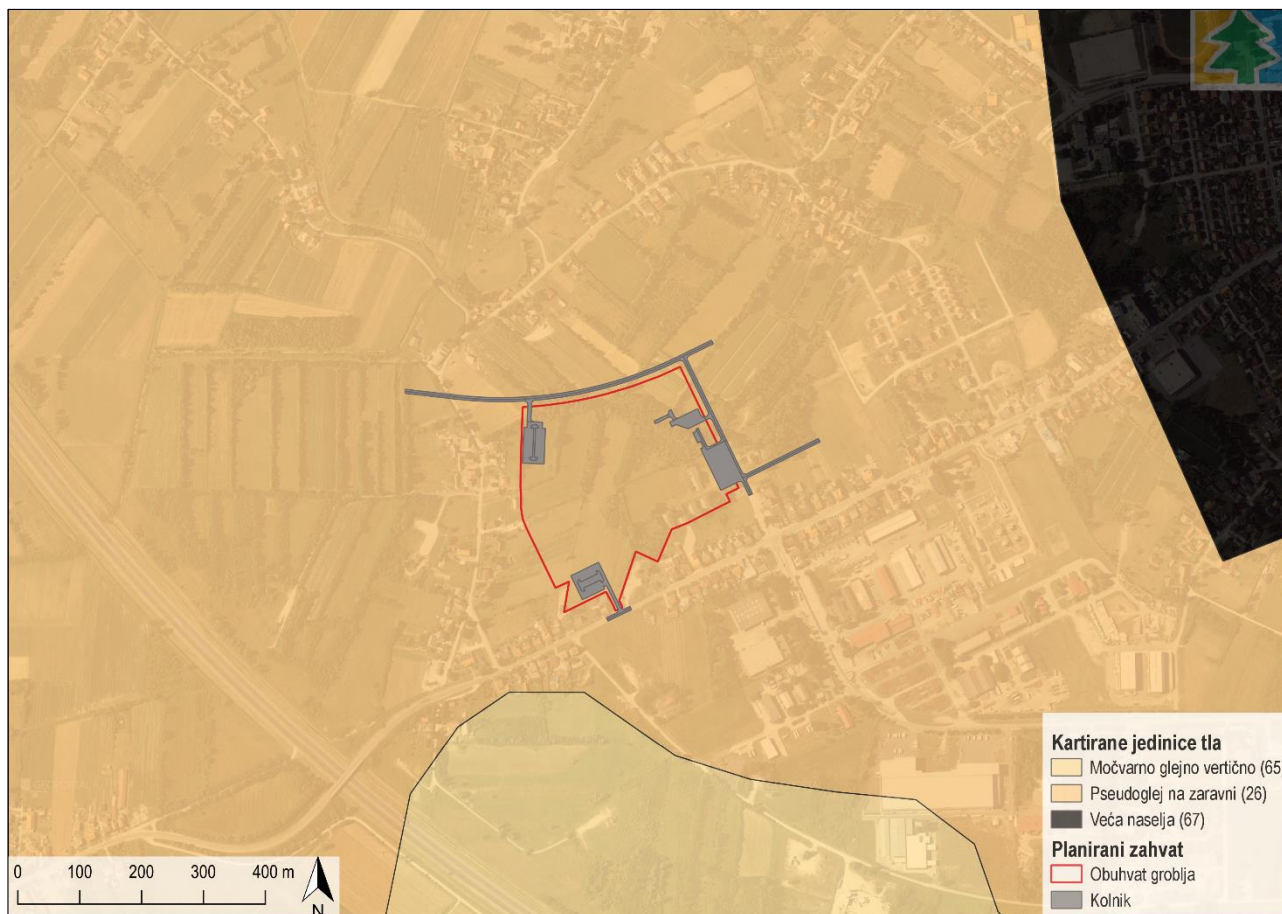 Kartirane jedinice tla
Močvarno glejno vertično (65
Pseudoglej na zaravni (26)
Veća naselja (67)
Planirani zahvat
Obuhvat groblja
Kolnik
0 100 200 300 400 m
N